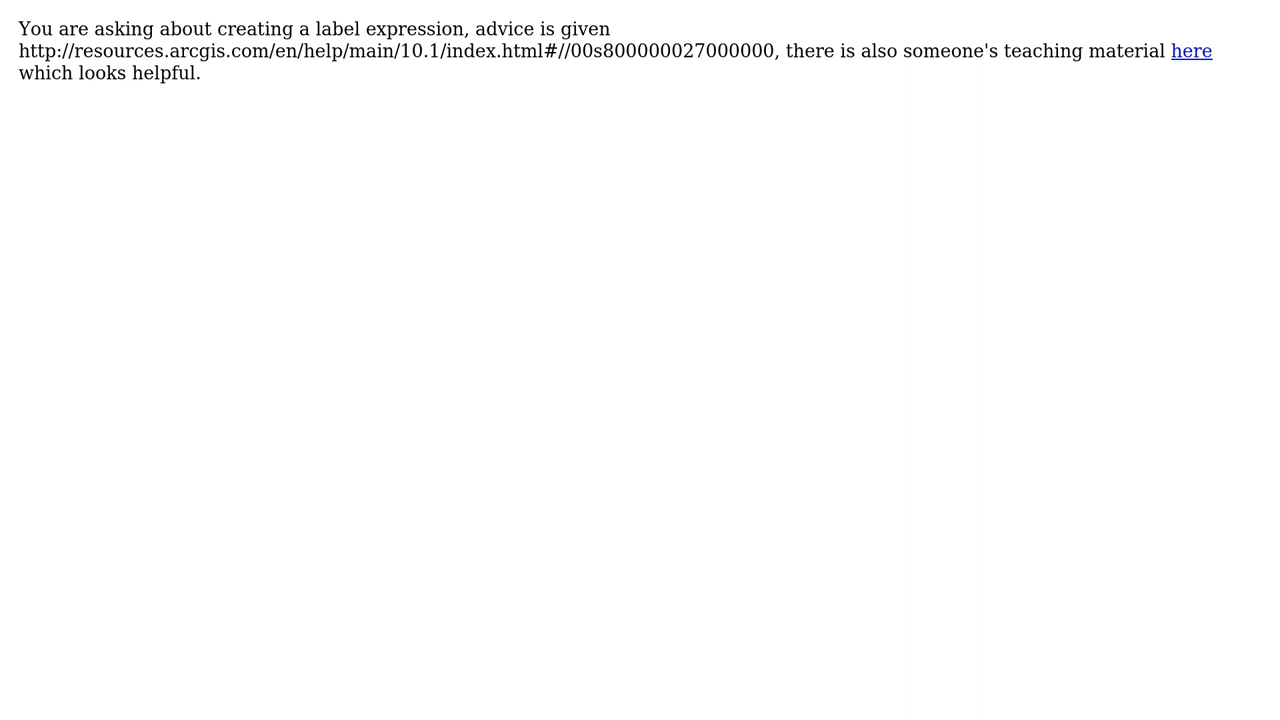 You are asking about creating a label expression, advice is given
http://resources.arcgis.com/en/help/main/10.1/index.html#//00s800000027000000, there is also someone's teaching material here
which looks helpful.